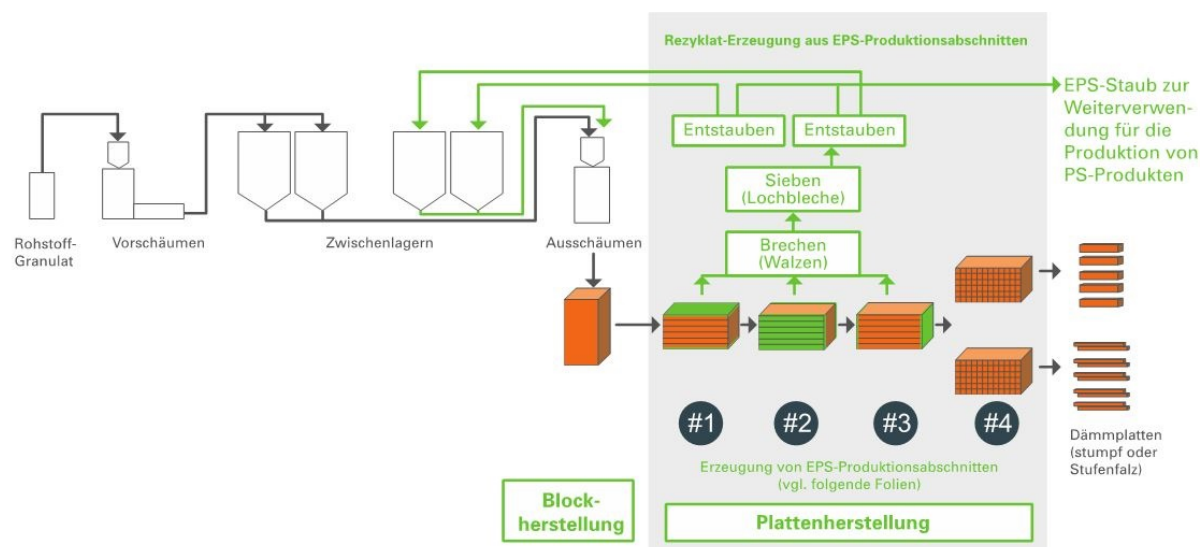 Rezyklat-Erzeugung aus EPS-Produktionsabschnitten
EPS-Staub zur
Weiterverwen-
dung für die
Produktion von
PS-Produkten
Entstauben
Entstauben
Sieben
(Lochbleche)
Brechen
(Walzen)
Rohstoff-
Granulat
Vorschäumen
Zwischenlagern
Ausschäumen
#1
#2
#3
#4
Dämmplatten
(stumpf oder
Stufenfalz)
Erzeugung von EPS-Produktionsabschnitten
(vgl. folgende Folien)
Block-
herstellung
Plattenherstellung